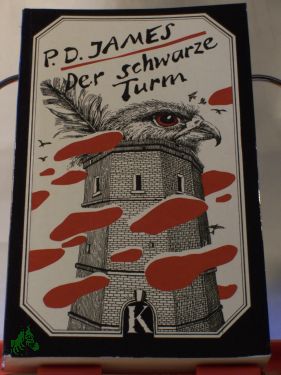 P.D. JAMES
Der schwarze
Turm
K